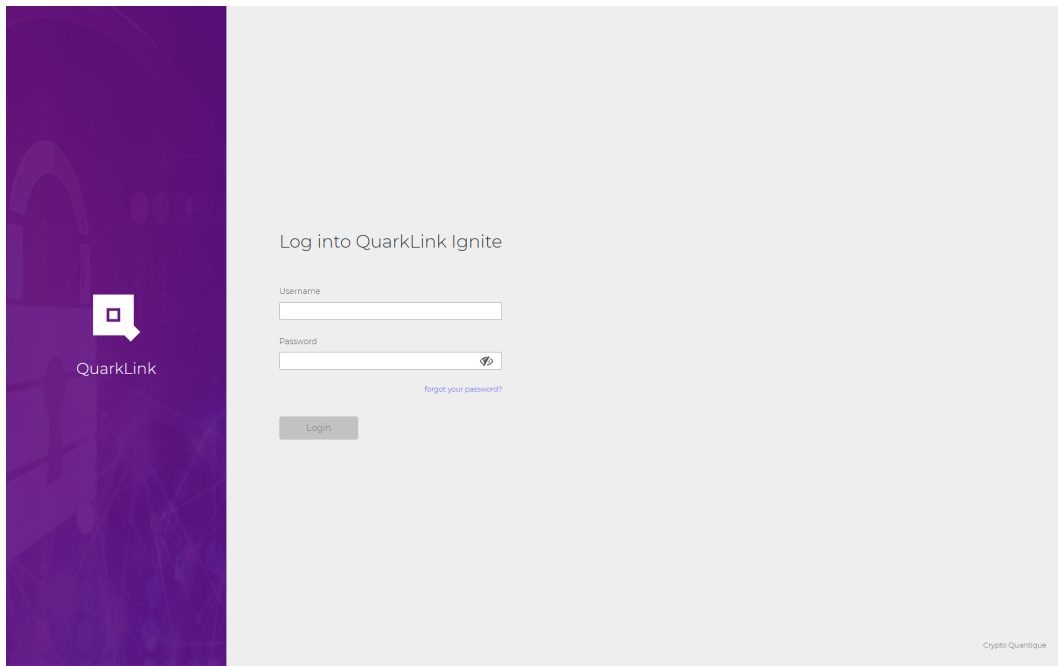 QuarkLink
Log into QuarkLink Ignite
Username
Password
forgot your password?
Login
Crypto Quantique